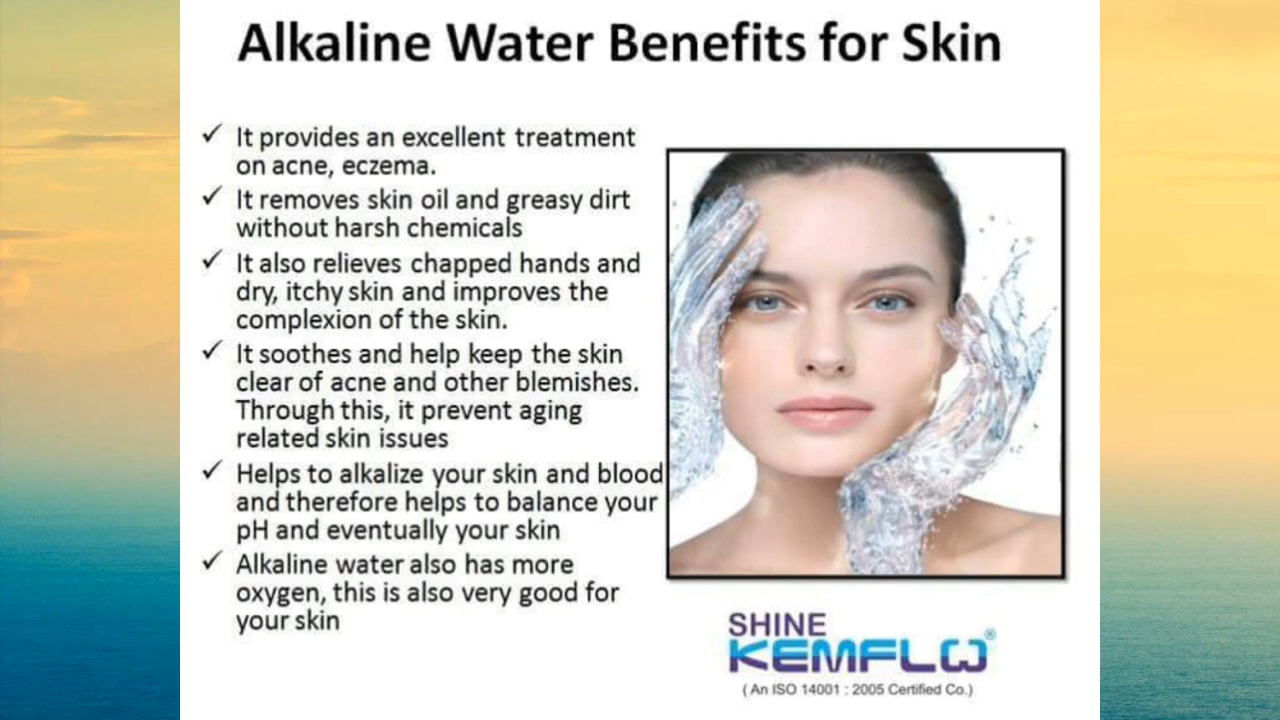 Alkaline Water Benefits for Skin
✓ It provides an excellent treatment
on acne, eczema.
✓ It removes skin oil and greasy dirt
without harsh chemicals
✓ It also relieves chapped hands and
dry, itchy skin and improves the
complexion of the skin.
✓ It soothes and help keep the skin
clear of acne and other blemishes.
Through this, it prevent aging
related skin issues
✓ Helps to alkalize your skin and blood
and therefore helps to balance your
pH and eventually your skin
✓ Alkaline water also has more
oxygen, this is also very good for
your skin
SHINE
KEMFLO®
( An ISO 14001 : 2005 Certified Co.)